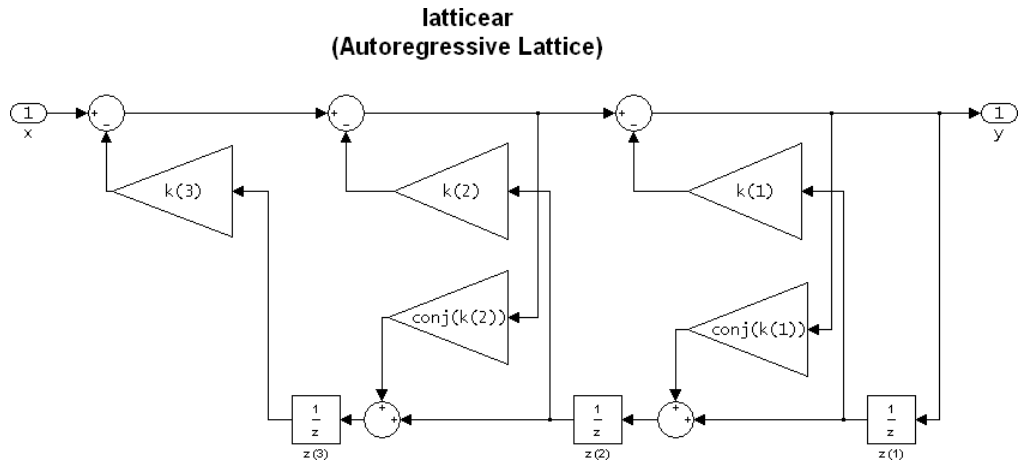 latticear
(Autoregressive Lattice)
1
x
+
-
+
-
+
-
1
y
k(3)
k(2)
k(1)
conj(k(2))
conj(k(1))
1
z
z(3)
+
+
1
z
z(2)
+
+
1
z
z(1)